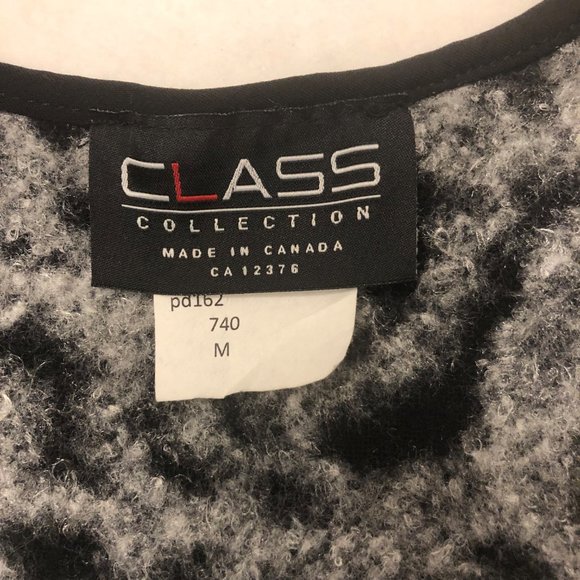 CLASS
COLLECTION
MADE IN CANADA
CA 12376
pd162
740
M